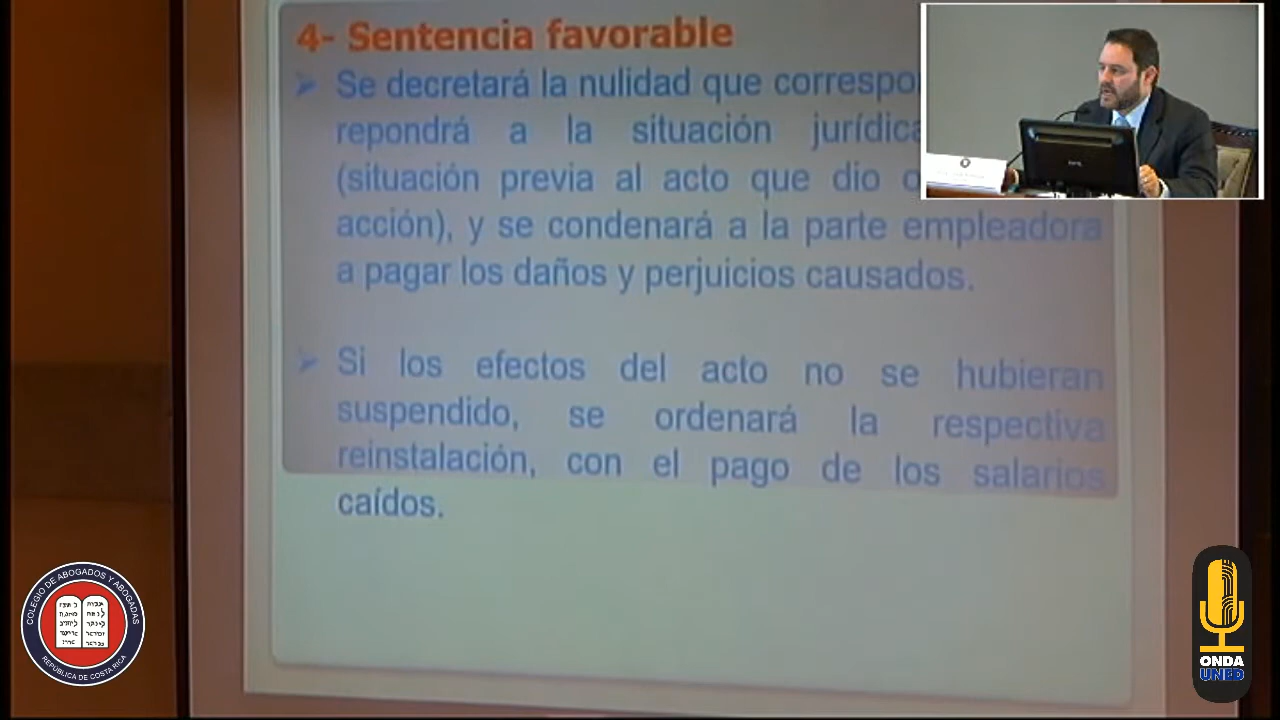 4- Sentencia favorable
➢ Se decretará la nulidad que
repondrá a la situación
(situación previa al acto que dio
acción), y se condenará a la parte empleadora
a pagar los daños y perjuicios causados.
➢ Si los efectos del acto no se hubieran
suspendido, se ordenará la respectiva
reinstalación, con el pago de los salarios
caídos.
COLEGIO DE ABOGADOS Y ABOGADAS
REPÚBLICA DE COSTA RICA
ONDA
UNED